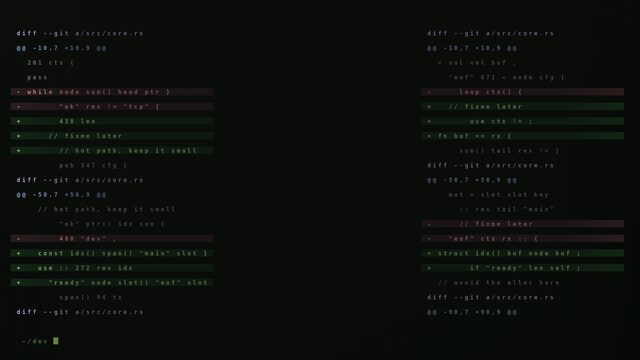 diff --git a/src/core.rs
@@ -10,7 +10,9 @@
201 ctx {
pass
- while node sum() head ptr }
- "ok" res != "tcp" {
+ 438 len
+ // fixme later
+ // hot path, keep it small
pub 347 cfg }
diff --git a/src/core.rs
@@ -50,7 +50,9 @@
// hot path, keep it small
"ok" ptr() idx sum {
- 480 "dev" ,
+ const idx() span() "main" slot }
+ use :: 272 res idx
+ "ready" node slot() "eof" slot
span() 94 tx
diff --git a/src/core.rs
~/dev
diff --git a/src/core.rs
@@ -10,7 +10,9 @@
< val val buf ,
"eof" 671 < node cfg {
- loop ctx() {
+ // fixme later
+ use ctx != ;
+ fn buf == rx {
sum() tail res != }
diff --git a/src/core.rs
@@ -50,7 +50,9 @@
mut = slot slot key
:: res tail "main"
- // fixme later
- "eof" ctx rx :: {
+ struct idx() buf node buf ;
+ if "ready" len self ;
// avoid the alloc here
diff --git a/src/core.rs
@@ -90,7 +90,9 @@